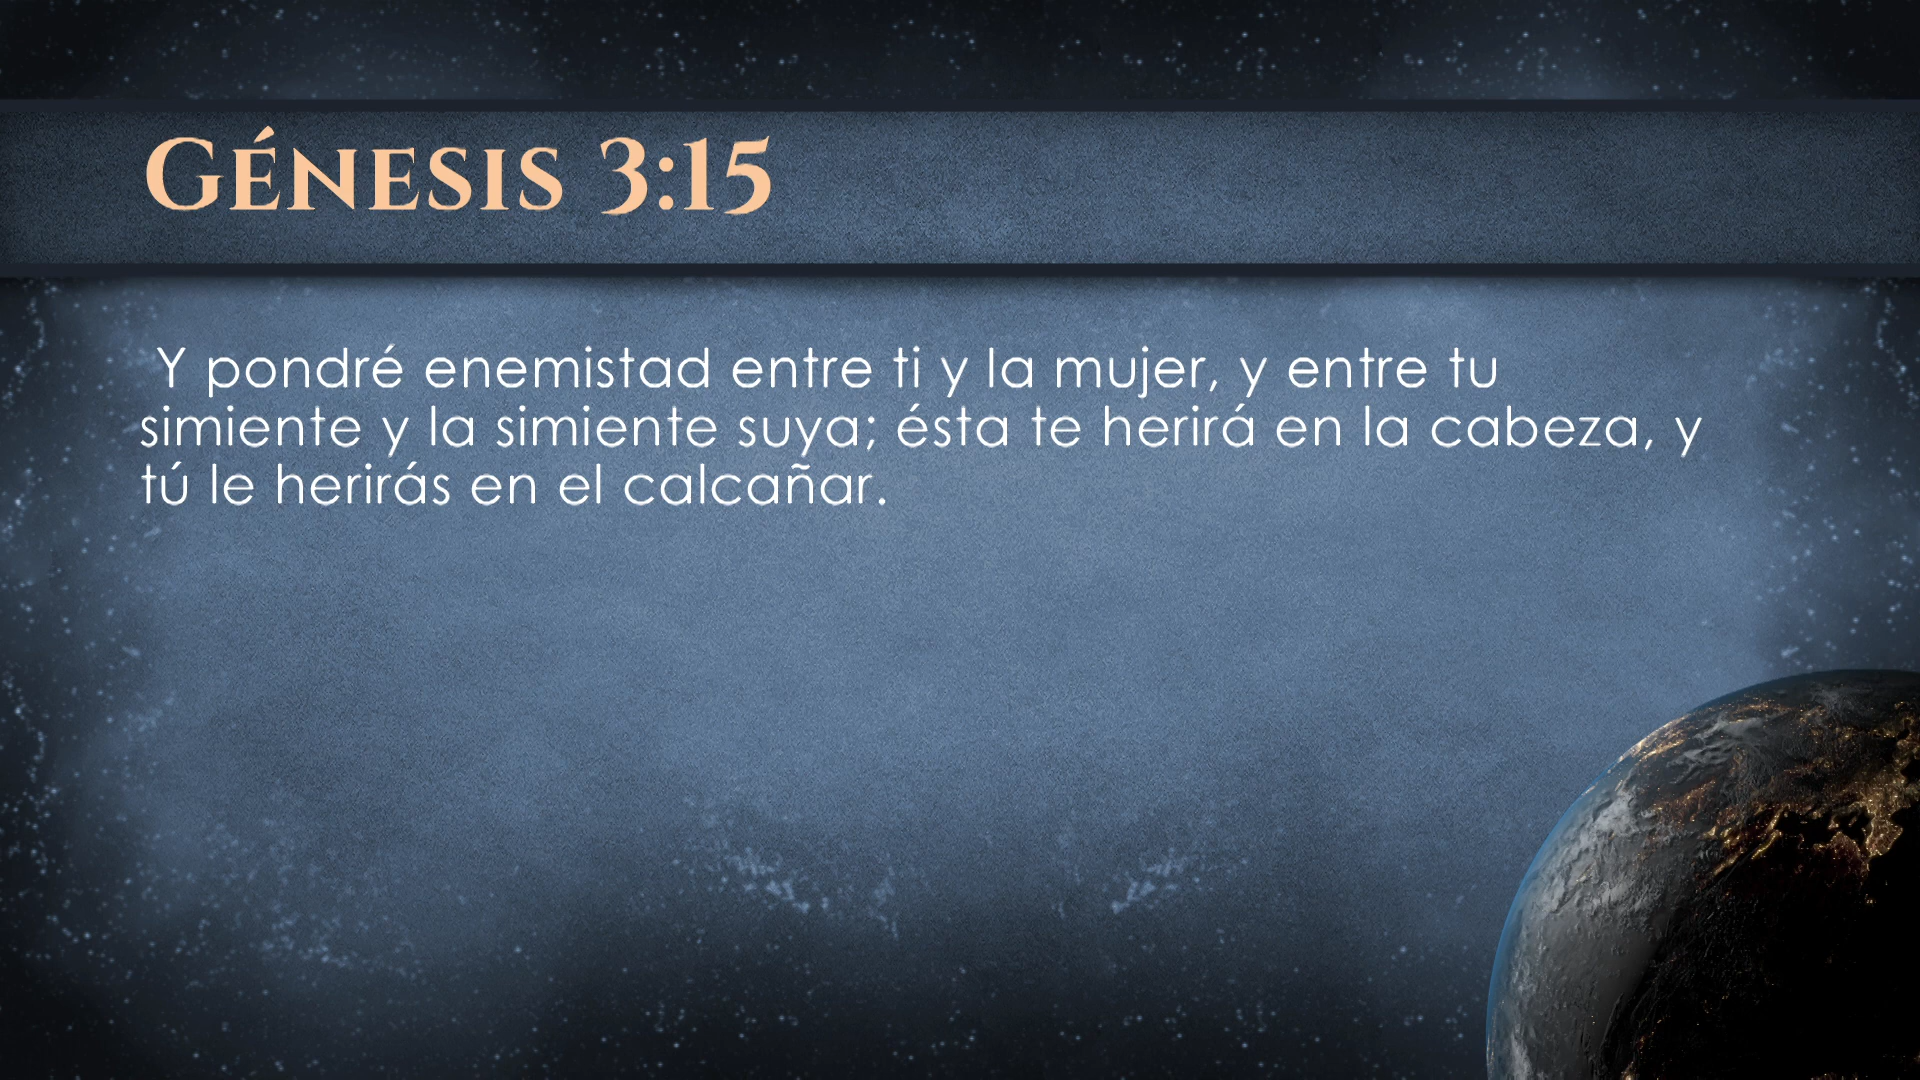 Génesis 3:15
Y pondré enemistad entre ti y la mujer, y entre tu
simiente y la simiente suya; ésta te herirá en la cabeza, y
tú le herirás en el calcañar.